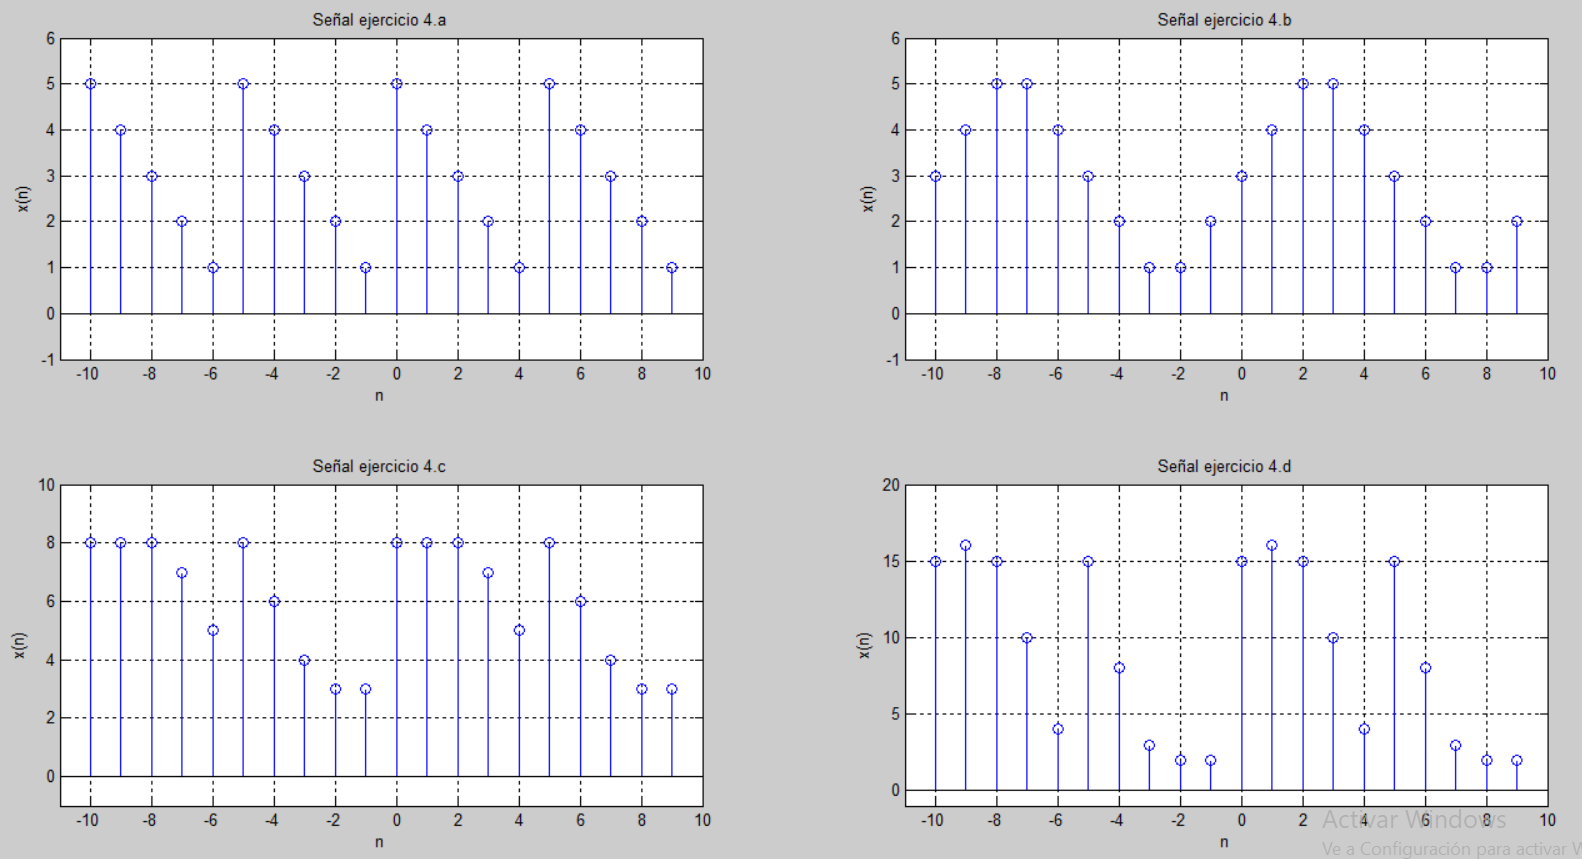 Señal ejercicio 4.a
6
5
4
3
2
1
0
-1
x(n)
-10 -8 -6 -4 -2 0 2 4 6 8 10
n
Señal ejercicio 4.b
6
5
4
3
2
1
0
-1
x(n)
-10 -8 -6 -4 -2 0 2 4 6 8 10
n
Señal ejercicio 4.c
10
8
6
4
2
0
x(n)
-10 -8 -6 -4 -2 0 2 4 6 8 10
n
Señal ejercicio 4.d
20
15
10
5
0
x(n)
-10 -8 -6 -4 -2 0 2 4 6 8 10
n
Activar Windows
Ve a Configuración para activar W